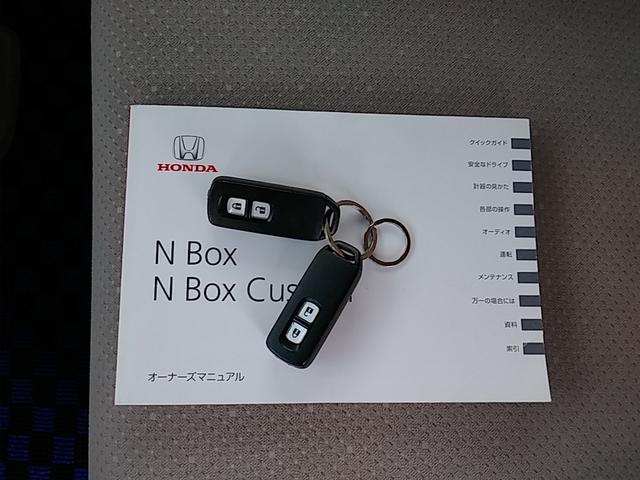 HONDA
N Box
N Box Cus
オーナーズマニュアル
クイックガイド
安全なドライブ
計器の見かた
各部の操作
オーディオ
運転
メンテナンス
万一の場合には
資料
索引